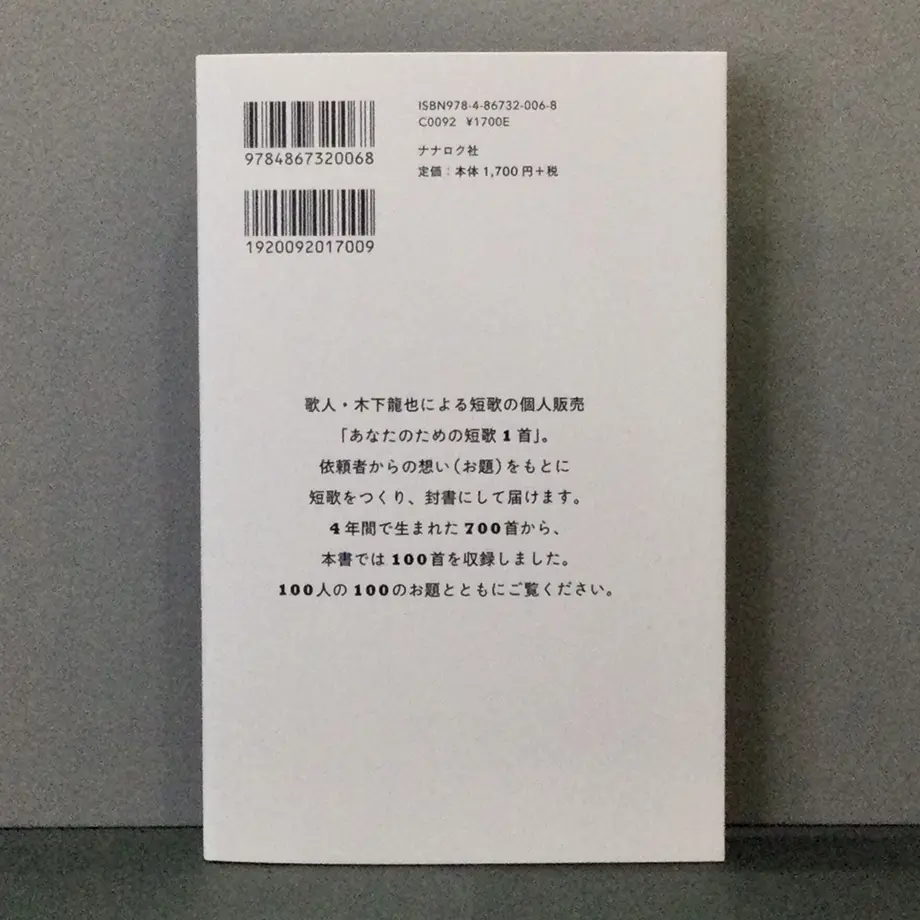 9784867320068
1920092017009
ISBN978-4-86732-006-8
C0092 ¥1700E
ナナロク社
定価：本体1,700円＋税
歌人・木下龍也による短歌の個人販売
「あなたのための短歌1首」。
依頼者からの想い（お題）をもとに
短歌をつくり、封書にして届けます。
4年間で生まれた700首から、
本書では100首を収録しました。
100人の100のお題とともにご覧ください。